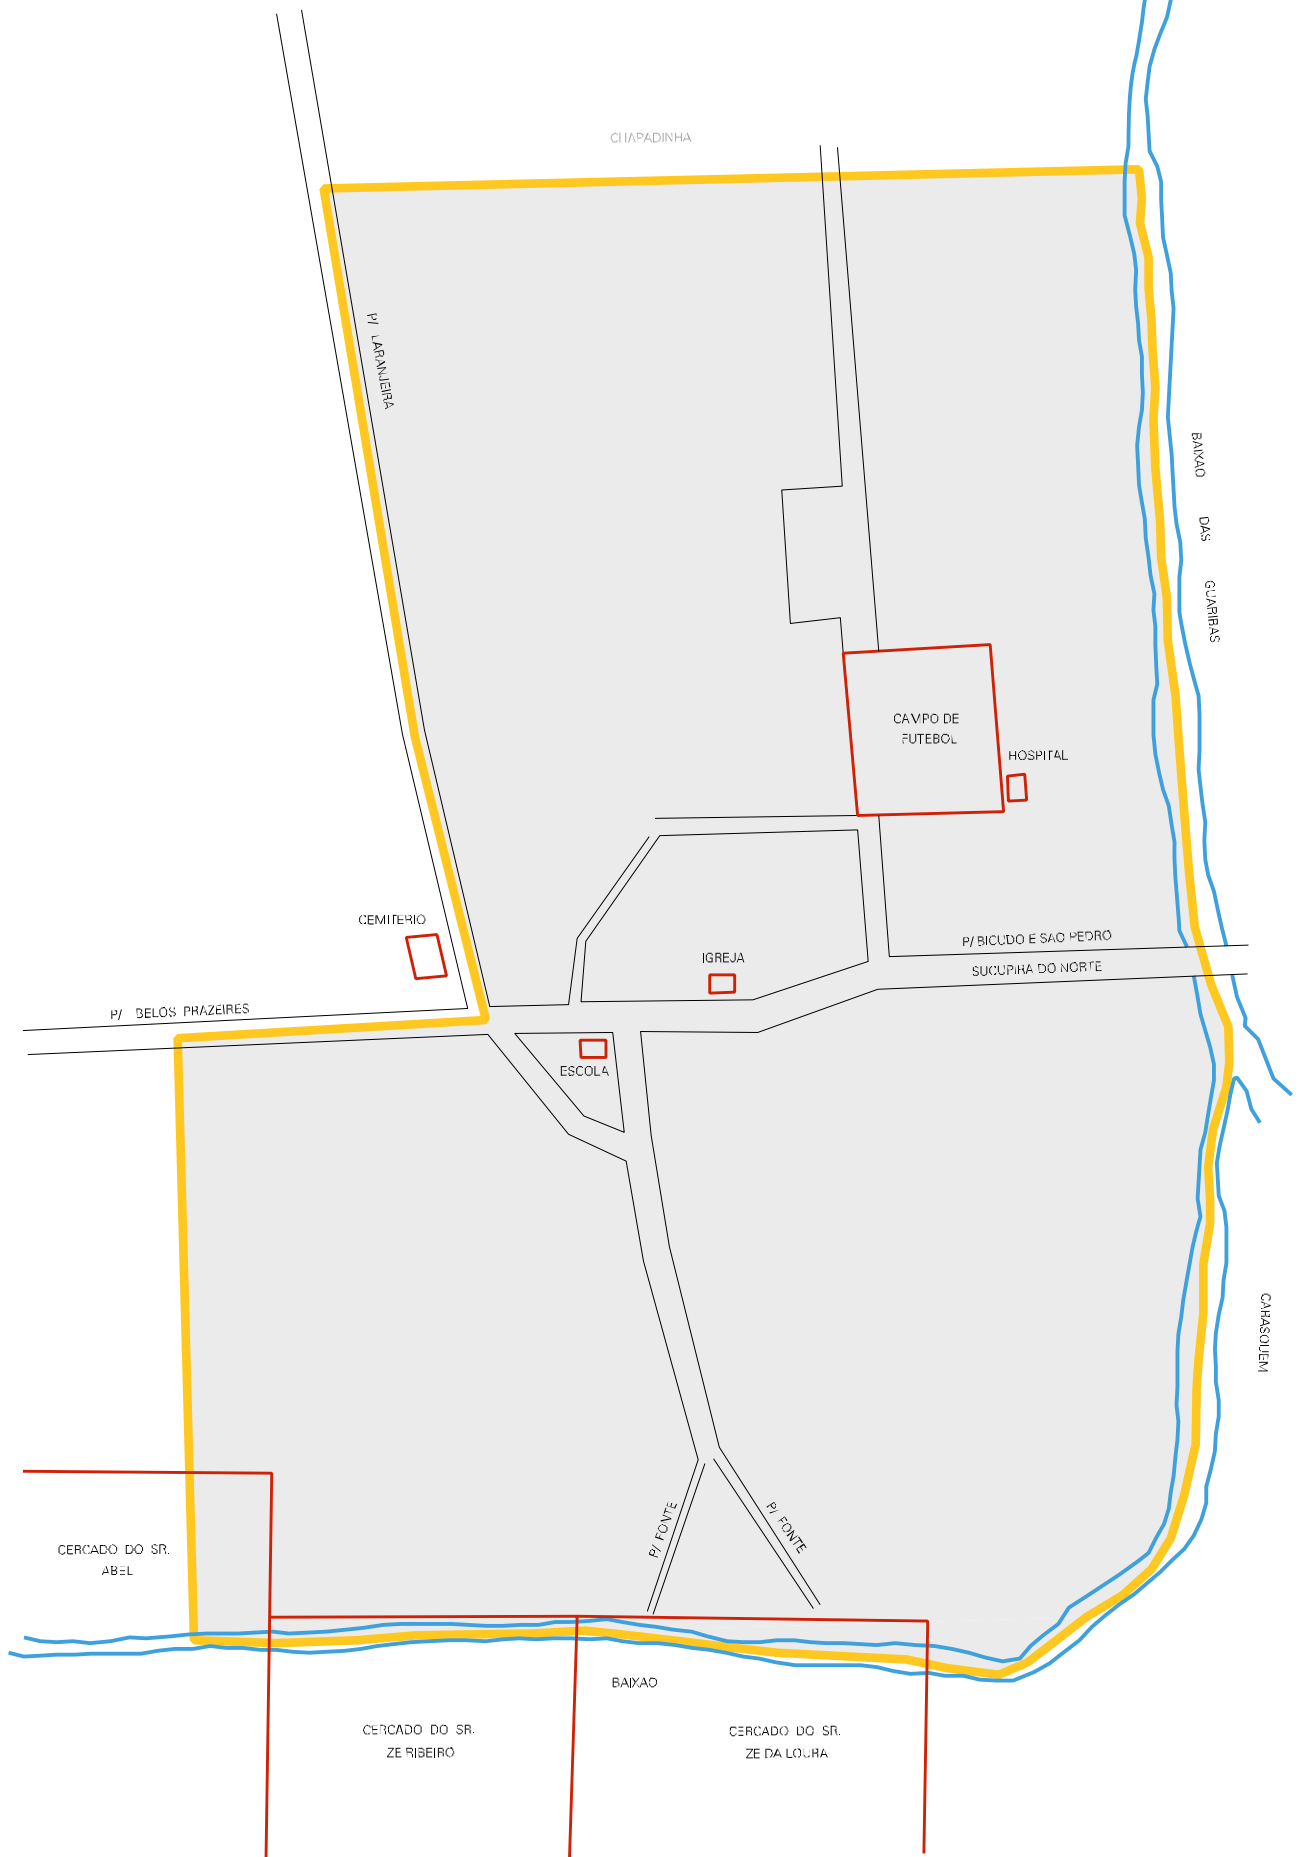 CHAPADINHA
P/ LARANJEIRA
BAIXAO DAS GUARIBAS
CAMPO DE
FUTEBOL
HOSPITAL
CEMITERIO
P/ BICUDO E SAO PEDRO
IGREJA
SUCUPIRA DO NORTE
P/ BELOS PRAZEIRES
ESCOLA
CARASQUEM
P/ FONTE
P/ FONTE
CERCADO DO SR.
ABEL
BAIXAO
CERCADO DO SR.
ZE RIBEIRO
CERCADO DO SR.
ZE DA LOURA